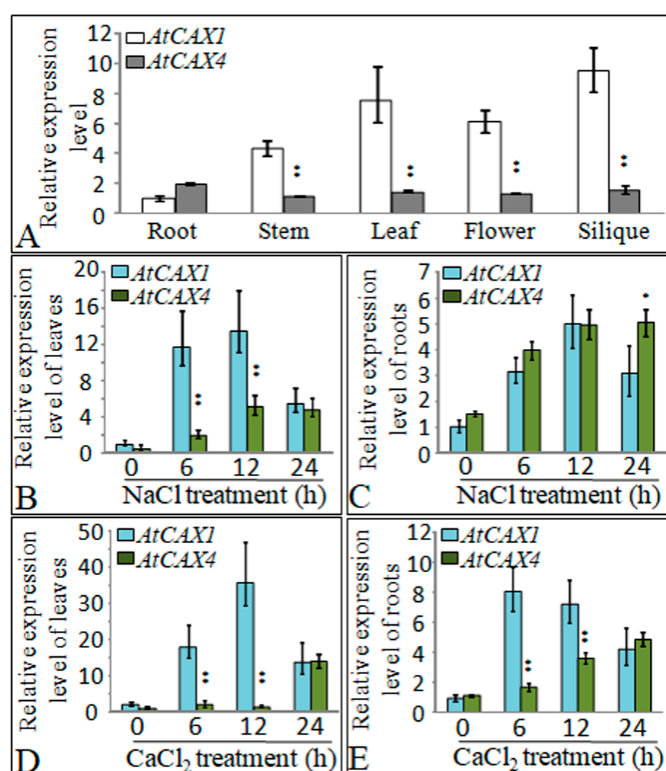 Relative expression level
12
10
8
6
4
2
0
AtCAX1
AtCAX4
** ** ** **
Root Stem Leaf Flower Silique
A
Relative expression level of leaves
20
16
12
8
4
0
AtCAX1
AtCAX4
** **
0 6 12 24
NaCl treatment (h)
B
Relative expression level of roots
7
6
5
4
3
2
1
0
AtCAX1
AtCAX4
*
0 6 12 24
NaCl treatment (h)
C
Relative expression level of leaves
50
40
30
20
10
0
AtCAX1
AtCAX4
** **
0 6 12 24
CaCl₂ treatment (h)
D
Relative expression level of roots
12
10
8
6
4
2
0
AtCAX1
AtCAX4
** **
0 6 12 24
CaCl₂ treatment (h)
E